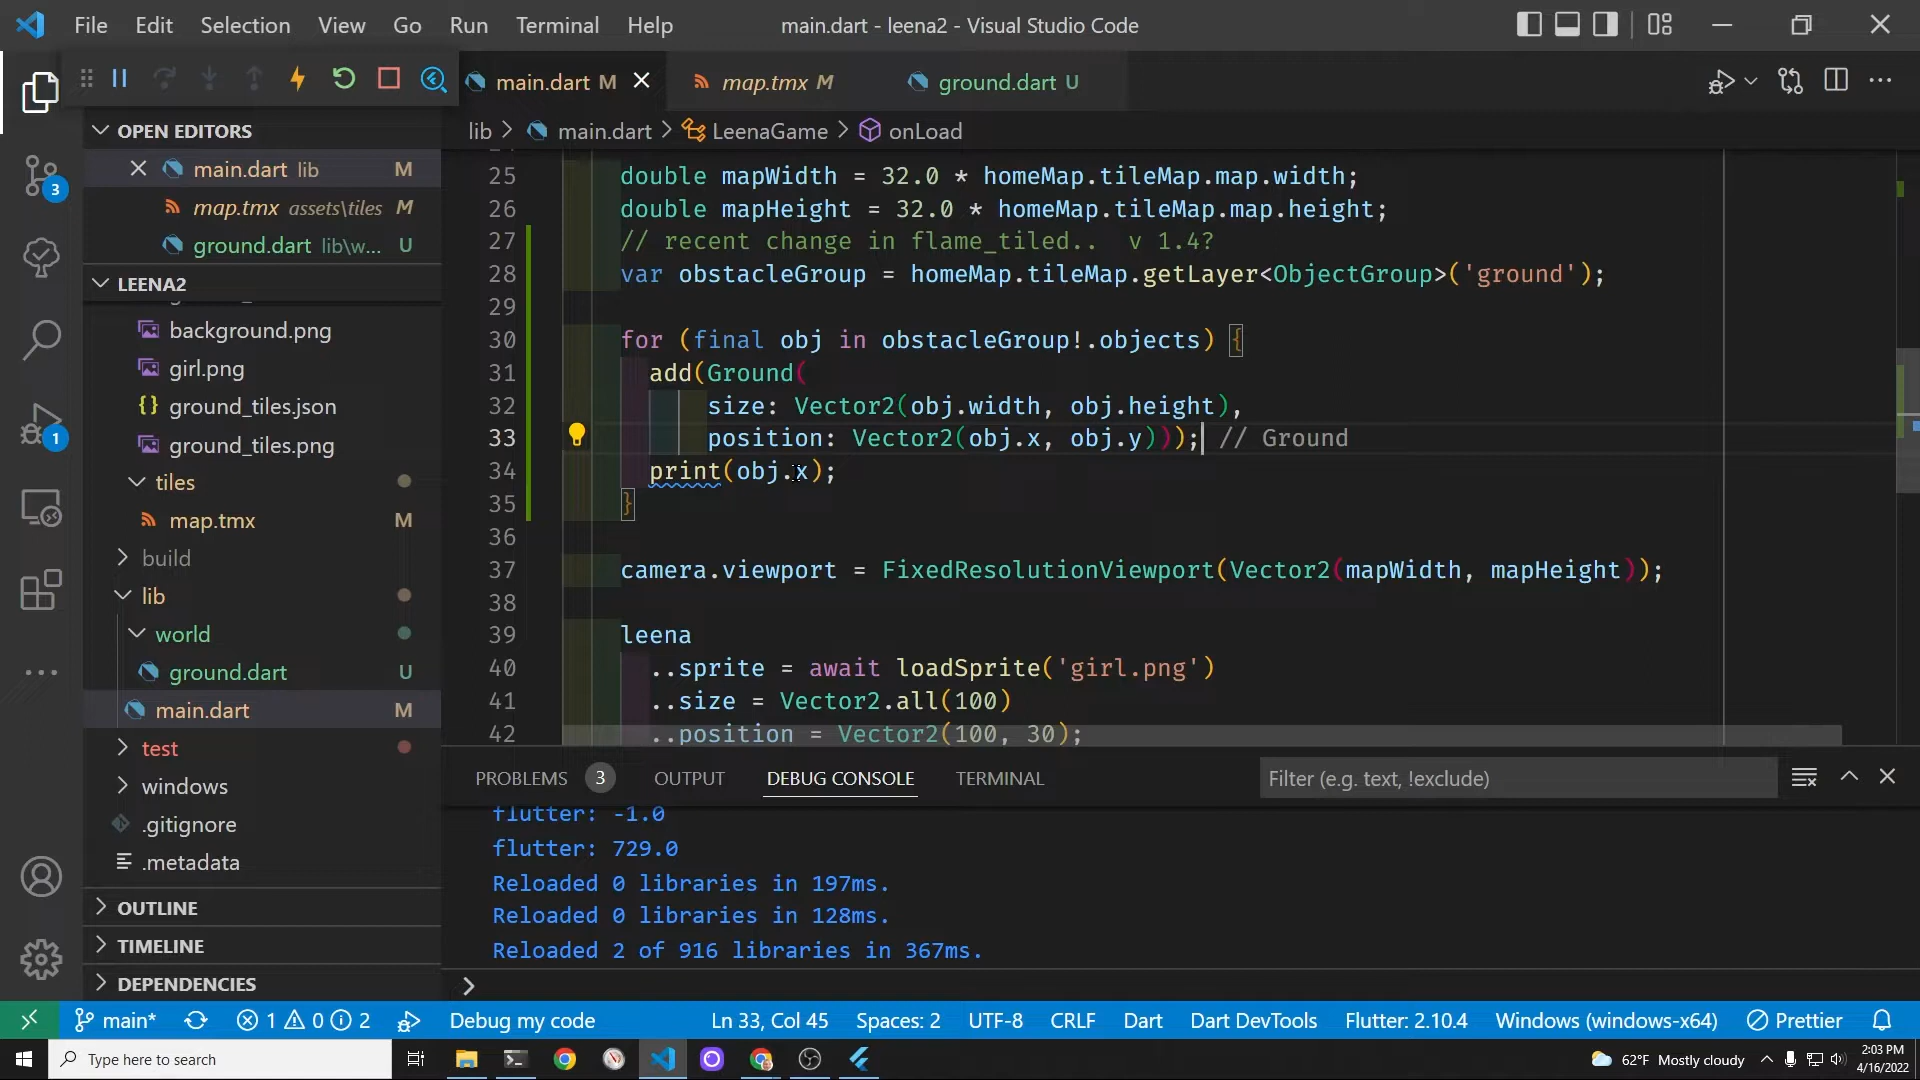 File Edit Selection View Go Run Terminal Help main.dart - leena2 - Visual Studio Code
main.dart M map.tmx M ground.dart U
lib > main.dart > LeenaGame > onLoad
OPEN EDITORS
main.dart lib M
map.tmx assets\tiles M
ground.dart lib\w... U
LEENA2
background.png
girl.png
ground_tiles.json
ground_tiles.png
tiles
map.tmx M
build
lib
world
ground.dart U
main.dart M
test
windows
.gitignore
.metadata
OUTLINE
TIMELINE
DEPENDENCIES
3
1
25 double mapWidth = 32.0 * homeMap.tileMap.map.width;
26 double mapHeight = 32.0 * homeMap.tileMap.map.height;
27 // recent change in flame_tiled.. v 1.4?
28 var obstacleGroup = homeMap.tileMap.getLayer<ObjectGroup>('ground');
29
30 for (final obj in obstacleGroup!.objects) {
31 add(Ground(
32 size: Vector2(obj.width, obj.height),
33 position: Vector2(obj.x, obj.y))); // Ground
34 print(obj.x);
35 }
36
37 camera.viewport = FixedResolutionViewport(Vector2(mapWidth, mapHeight));
38
39 leena
40 ..sprite = await loadSprite('girl.png')
41 ..size = Vector2.all(100)
42 ..position = Vector2(100, 30);
PROBLEMS 3 OUTPUT DEBUG CONSOLE TERMINAL Filter (e.g. text, !exclude)
flutter: -1.0
flutter: 729.0
Reloaded 0 libraries in 197ms.
Reloaded 0 libraries in 128ms.
Reloaded 2 of 916 libraries in 367ms.
>
main* 1 0 2 Debug my code Ln 33, Col 45 Spaces: 2 UTF-8 CRLF Dart Dart DevTools Flutter: 2.10.4 Windows (windows-x64) Prettier
Type here to search 62°F Mostly cloudy 2:03 PM
4/16/2022